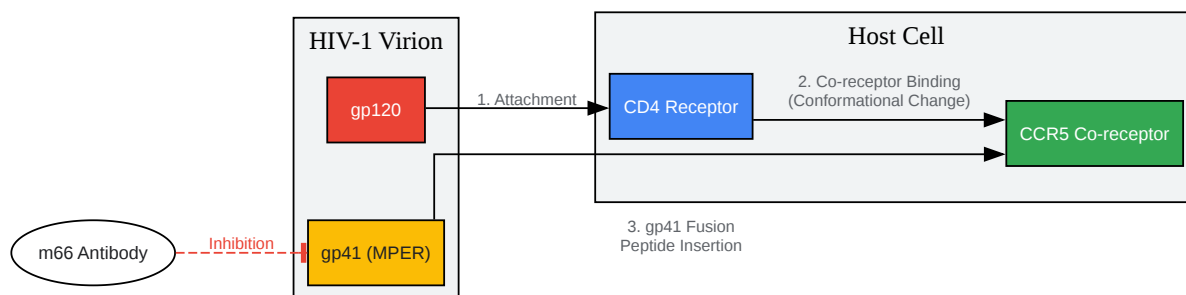 HIV-1 Virion
Host Cell
gp120
1. Attachment
CD4 Receptor
2. Co-receptor Binding
(Conformational Change)
CCR5 Co-receptor
3. gp41 Fusion
Peptide Insertion
m66 Antibody
Inhibition
gp41 (MPER)